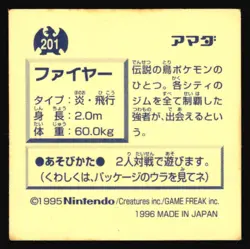 201
アマダ
ファイヤー
タイプ：炎・飛行
身長：2.0m
体重：60.0kg
伝説の鳥ポケモンの
ひとつ。各シティの
ジムを全て制覇した
強者が、出会えるとい
う。
●あそびかた● 2人対戦で遊びます。
(くわしくは、パッケージのウラを見てネ)
©1995 Nintendo/Creatures inc./GAME FREAK inc.
1996 MADE IN JAPAN